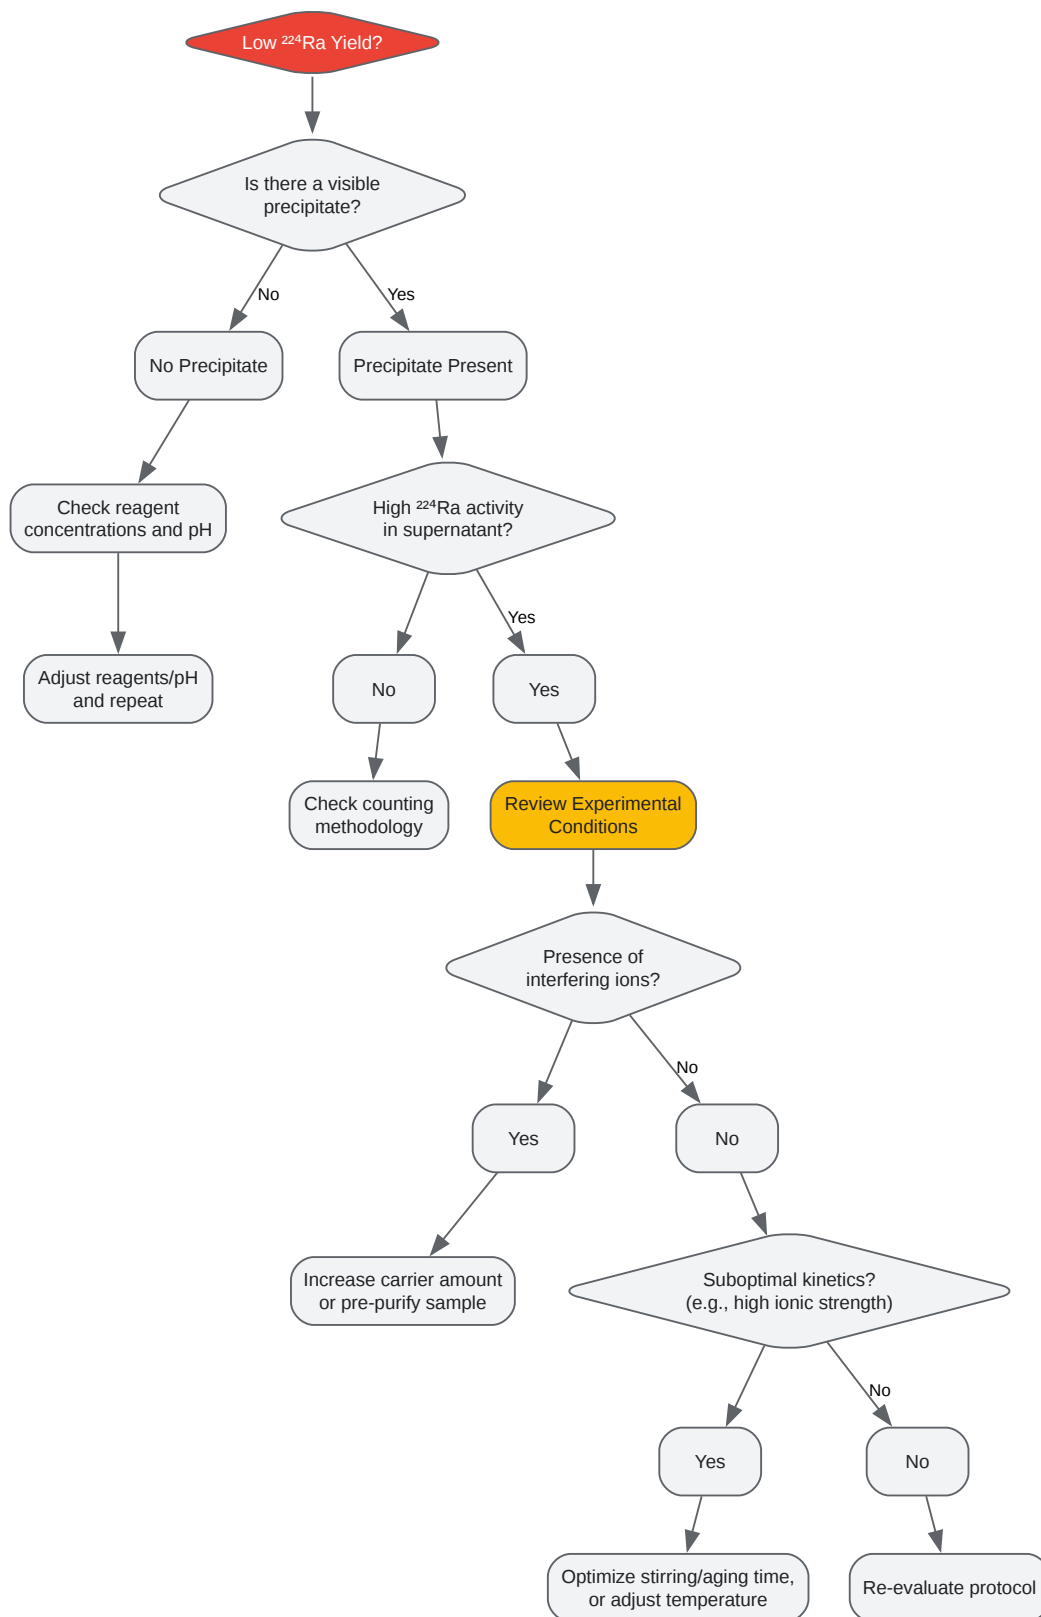 Low ²²⁴Ra Yield?
Is there a visible
precipitate?
No
Yes
No Precipitate
Precipitate Present
Check reagent
concentrations and pH
High ²²⁴Ra activity
in supernatant?
Yes
Adjust reagents/pH
and repeat
No
Yes
Check counting
methodology
Review Experimental
Conditions
Presence of
interfering ions?
No
Yes
No
Increase carrier amount
or pre-purify sample
Suboptimal kinetics?
(e.g., high ionic strength)
No
Yes
No
Optimize stirring/aging time,
or adjust temperature
Re-evaluate protocol